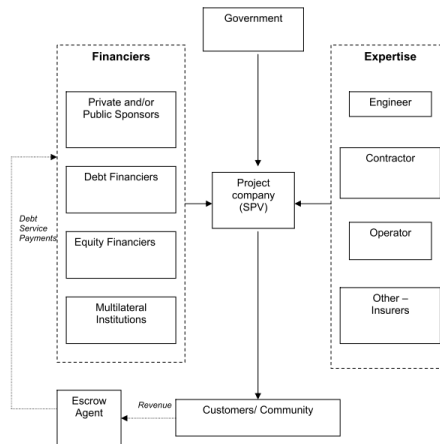 Government
Financiers
Private and/or
Public Sponsors
Debt Financiers
Equity Financiers
Multilateral
Institutions
Expertise
Engineer
Contractor
Operator
Other –
Insurers
Project
company
(SPV)
Debt
Service
Payments
Escrow
Agent
Revenue
Customers/ Community